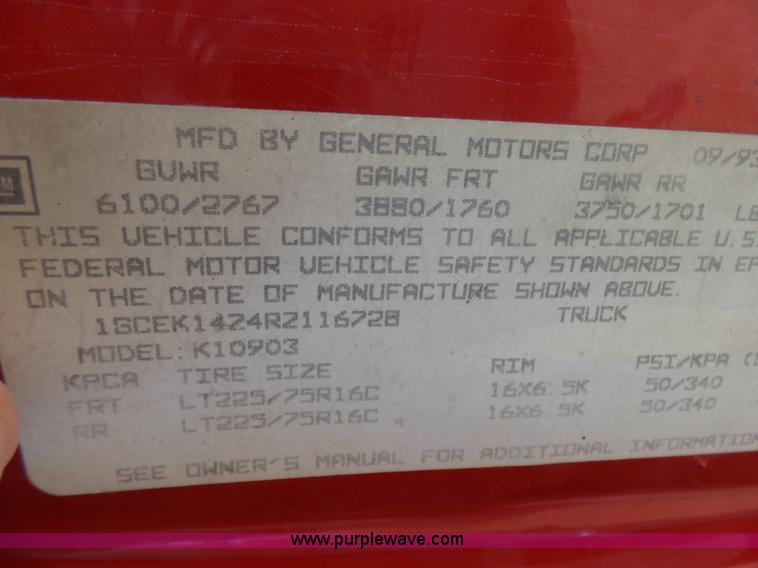 MFD BY GENERAL MOTORS CORP 09/93
GVWR GAWR FRT GAWR RR
6100/2767 3880/1760 3750/1701 LB
THIS VEHICLE CONFORMS TO ALL APPLICABLE U.S.
FEDERAL MOTOR VEHICLE SAFETY STANDARDS IN EF
ON THE DATE OF MANUFACTURE SHOWN ABOVE.
1GCEK1424RZ116728 TRUCK
MODEL: K10903
KPCA TIRE SIZE RIM PSI/KPA (
FRT LT225/75R16C 16X6.5K 50/340
RR LT225/75R16C 16X6.5K 50/340
SEE OWNER'S MANUAL FOR ADDITIONAL INFORMATION
www.purplewave.com